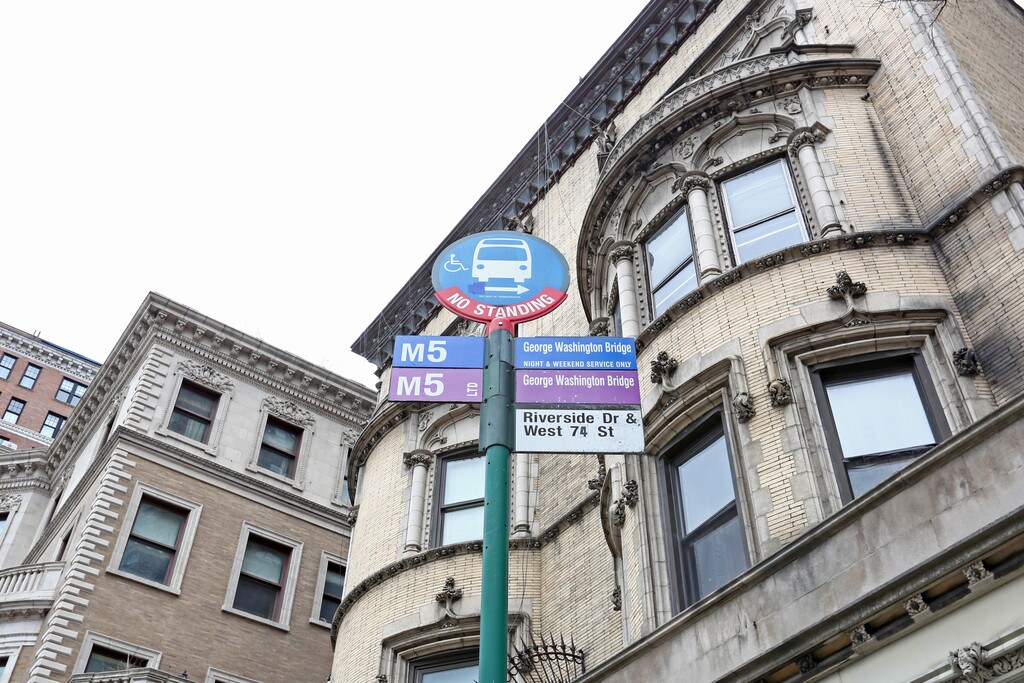 NO STANDING
M5
George Washington Bridge
NIGHT & WEEKEND SERVICE ONLY
M5 LTD
George Washington Bridge
Riverside Dr &
West 74 St